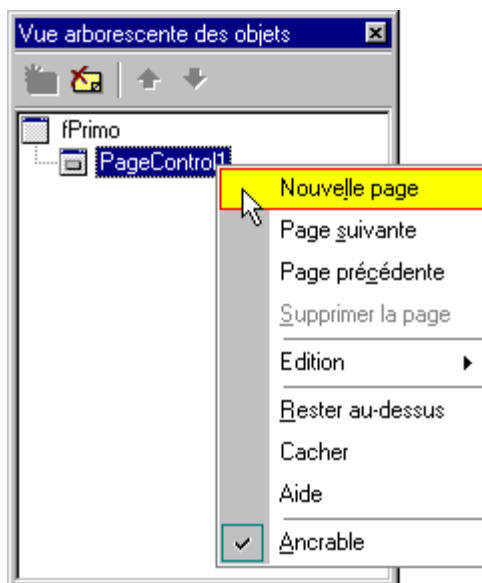 Vue arborescente des objets
fPrimo
PageControl1
Nouvelle page
Page suivante
Page précédente
Supprimer la page
Edition
Rester au-dessus
Cacher
Aide
Ancrable